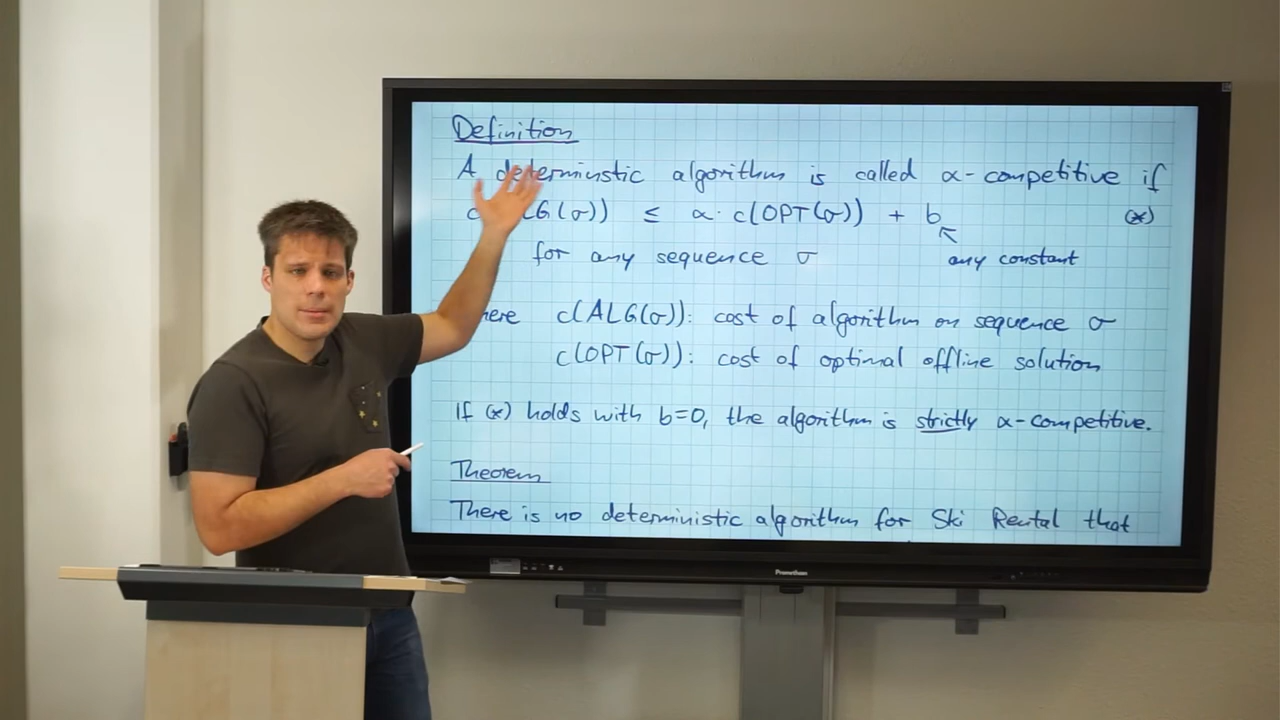 Definition
A deterministic algorithm is called α-competitive if
c(ALG(σ)) ≤ α · c(OPT(σ)) + b (*)
for any sequence σ any constant
here c(ALG(σ)): cost of algorithm on sequence σ
c(OPT(σ)): cost of optimal offline solution
If (*) holds with b=0, the algorithm is strictly α-competitive.
Theorem
There is no deterministic algorithm for Ski Rental that
Promethean